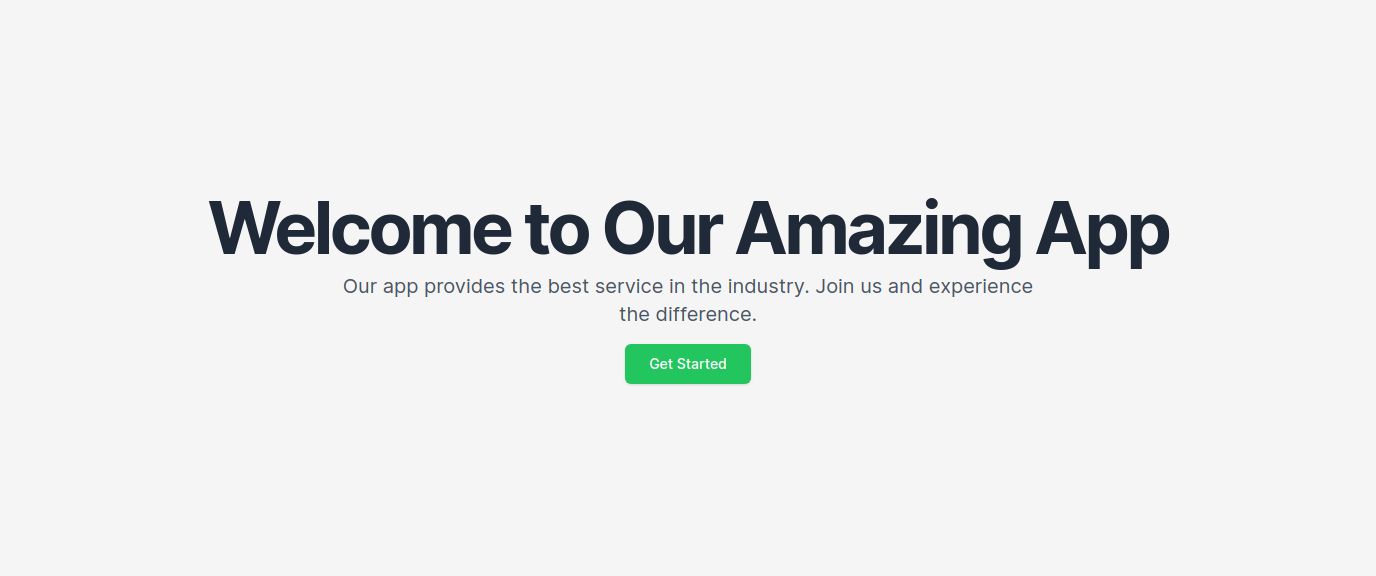 Welcome to Our Amazing App
Our app provides the best service in the industry. Join us and experience
the difference.
Get Started